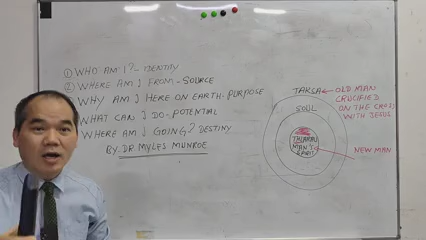 ① WHO AM I? - IDENTITY
② WHERE AM I FROM - SOURCE
WHY AM I HERE ON EARTH - PURPOSE
WHAT CAN I DO - POTENTIAL
WHERE AM I GOING? DESTINY
BY. DR. MYLES MUNROE
OLD MAN
CRUCIFIED
ON THE CROSS
WITH JESUS
SOUL
MAN'S
SPIRIT
NEW MAN